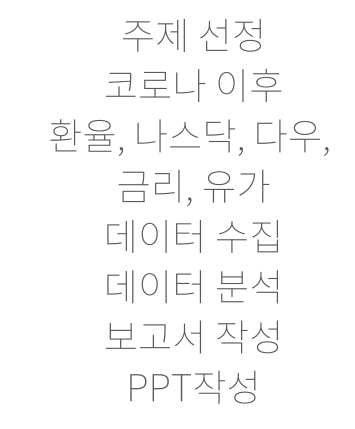 주제 선정
코로나 이후
환율, 나스닥, 다우,
금리, 유가
데이터 수집
데이터 분석
보고서 작성
PPT작성